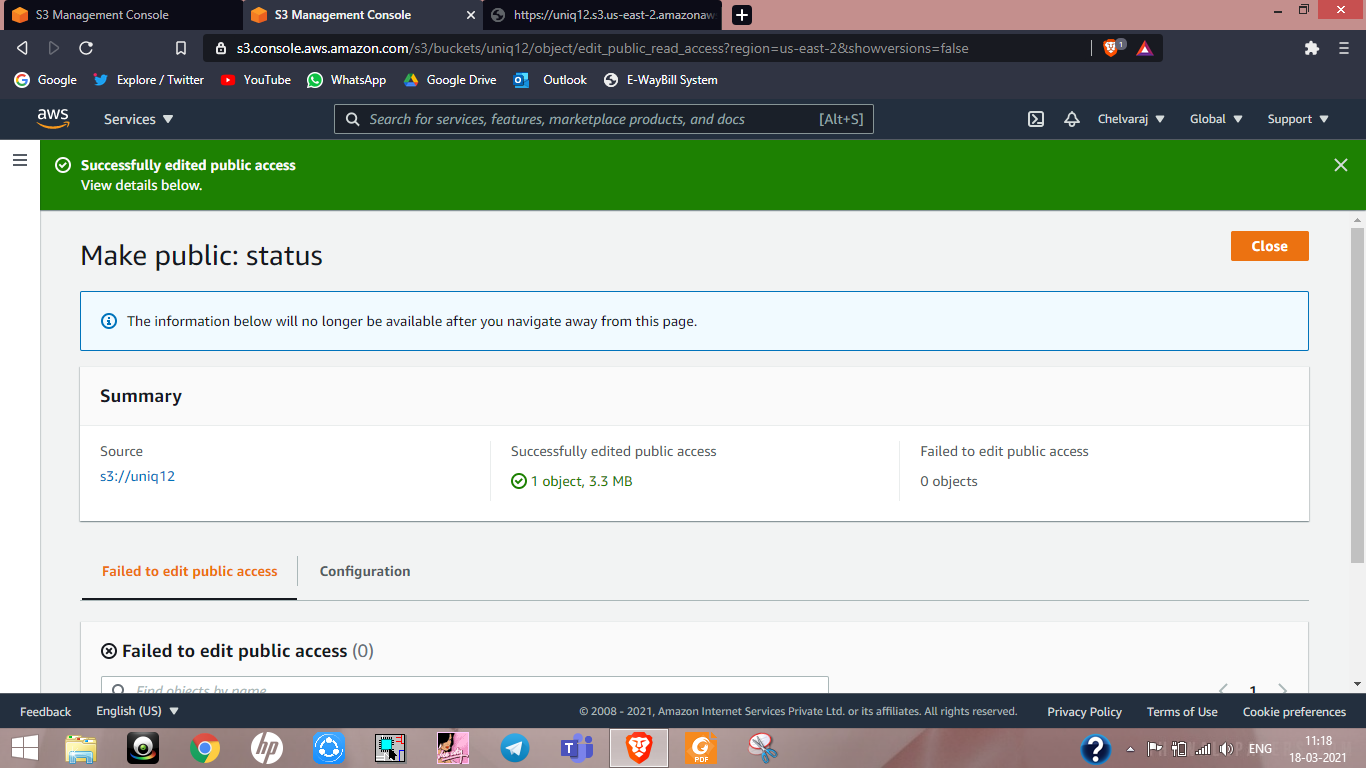 S3 Management Console
S3 Management Console
https://uniq12.s3.us-east-2.amazonaw
s3.console.aws.amazon.com/s3/buckets/uniq12/object/edit_public_read_access?region=us-east-2&showversions=false
1
Google
Explore / Twitter
YouTube
WhatsApp
Google Drive
Outlook
E-WayBill System
aws
Services
Search for services, features, marketplace products, and docs
[Alt+S]
Chelvaraj
Global
Support
Successfully edited public access
View details below.
Make public: status
Close
The information below will no longer be available after you navigate away from this page.
Summary
Source
s3://uniq12
Successfully edited public access
1 object, 3.3 MB
Failed to edit public access
0 objects
Failed to edit public access
Configuration
Failed to edit public access (0)
Find objects by name
1
Feedback
English (US)
© 2008 - 2021, Amazon Internet Services Private Ltd. or its affiliates. All rights reserved.
Privacy Policy
Terms of Use
Cookie preferences
hp
PDF
ENG
11:18
18-03-2021